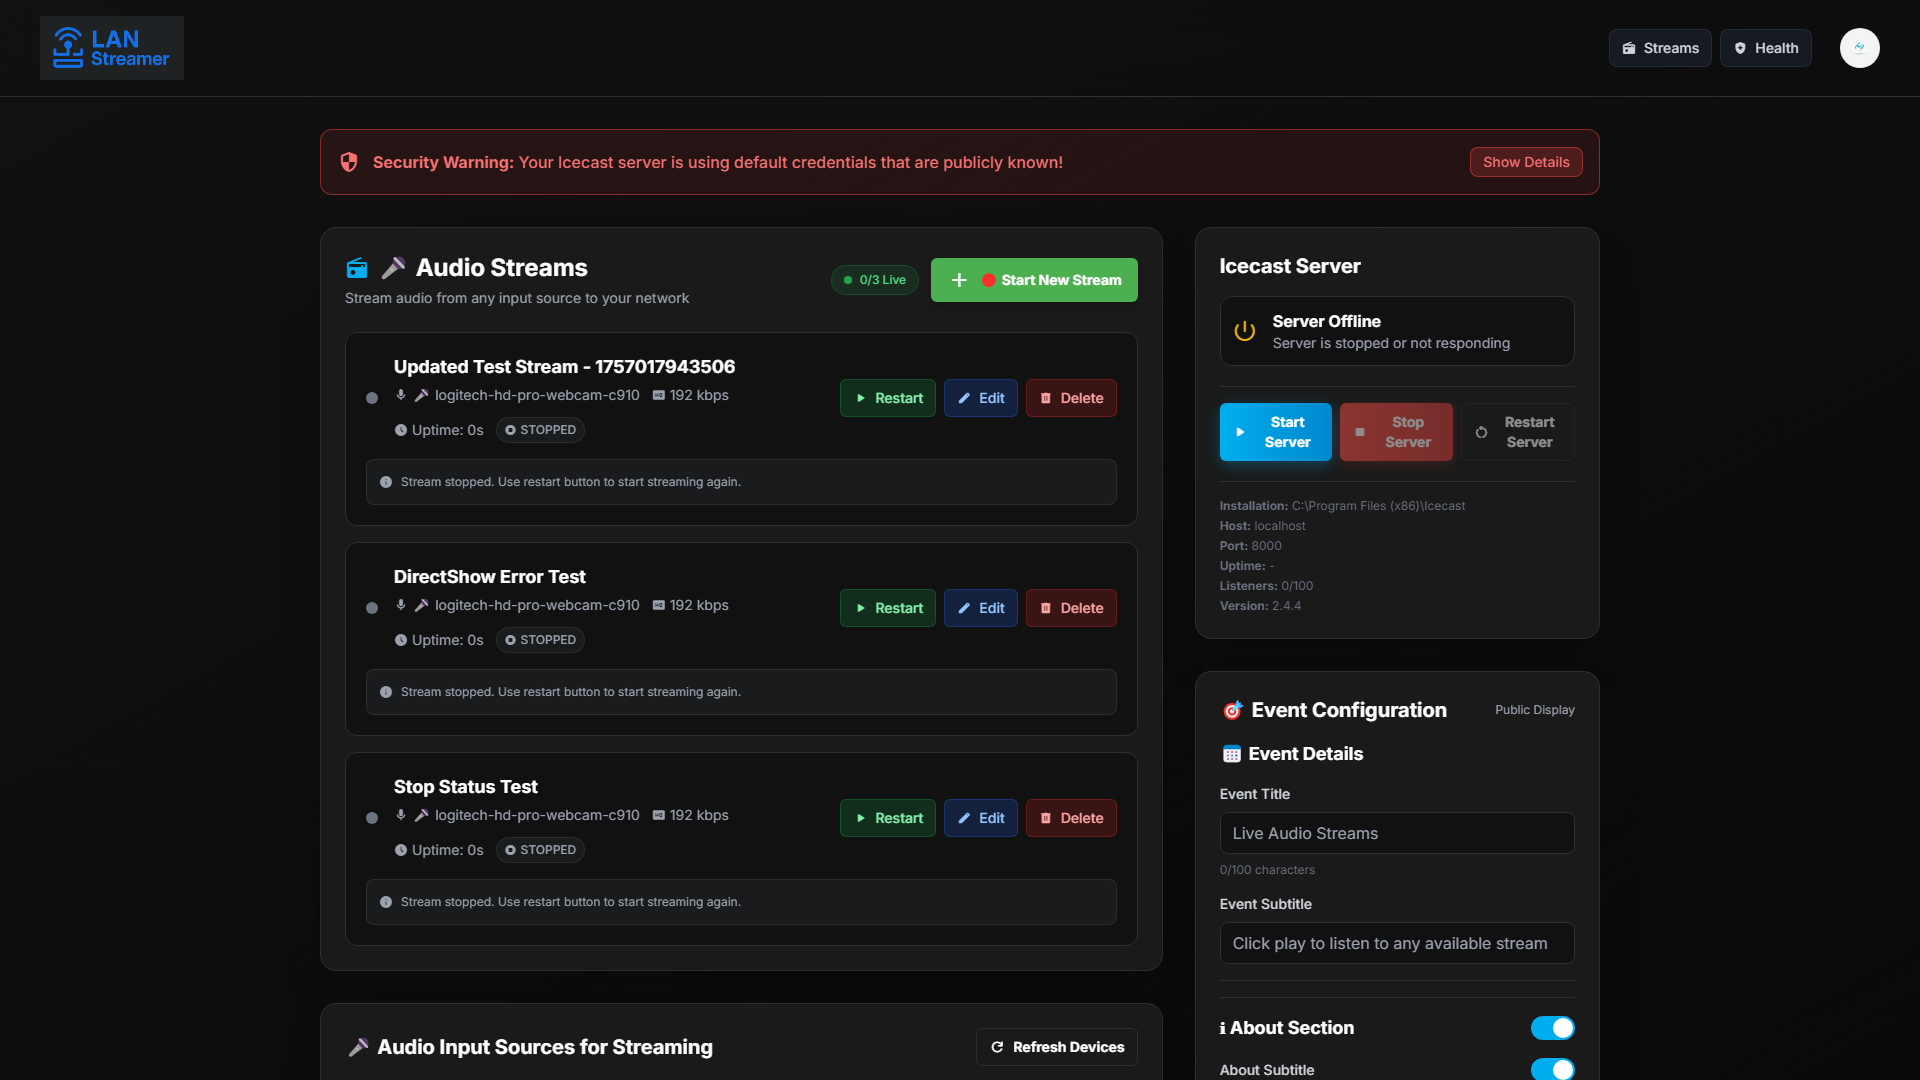 LAN
Streamer
Streams
Health
Security Warning: Your Icecast server is using default credentials that are publicly known!
Show Details
Audio Streams
Stream audio from any input source to your network
0/3 Live
Start New Stream
Updated Test Stream - 1757017943506
logitech-hd-pro-webcam-c910 HD 192 kbps
Uptime: 0s STOPPED
Restart
Edit
Delete
Stream stopped. Use restart button to start streaming again.
DirectShow Error Test
logitech-hd-pro-webcam-c910 HD 192 kbps
Uptime: 0s STOPPED
Restart
Edit
Delete
Stream stopped. Use restart button to start streaming again.
Stop Status Test
logitech-hd-pro-webcam-c910 HD 192 kbps
Uptime: 0s STOPPED
Restart
Edit
Delete
Stream stopped. Use restart button to start streaming again.
Audio Input Sources for Streaming
Refresh Devices
Icecast Server
Server Offline
Server is stopped or not responding
Start
Server
Stop
Server
Restart
Server
Installation: C:\Program Files (x86)\Icecast
Host: localhost
Port: 8000
Uptime: -
Listeners: 0/100
Version: 2.4.4
Event Configuration
Public Display
Event Details
Event Title
Live Audio Streams
0/100 characters
Event Subtitle
Click play to listen to any available stream
ℹ About Section
About Subtitle